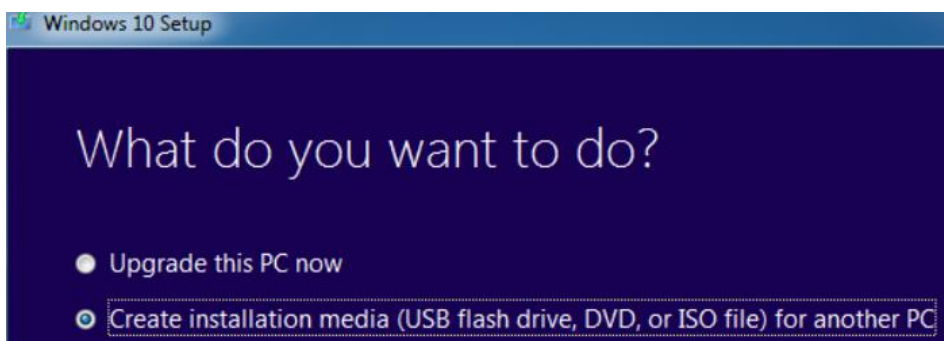 Windows 10 Setup
What do you want to do?
Upgrade this PC now
Create installation media (USB flash drive, DVD, or ISO file) for another PC